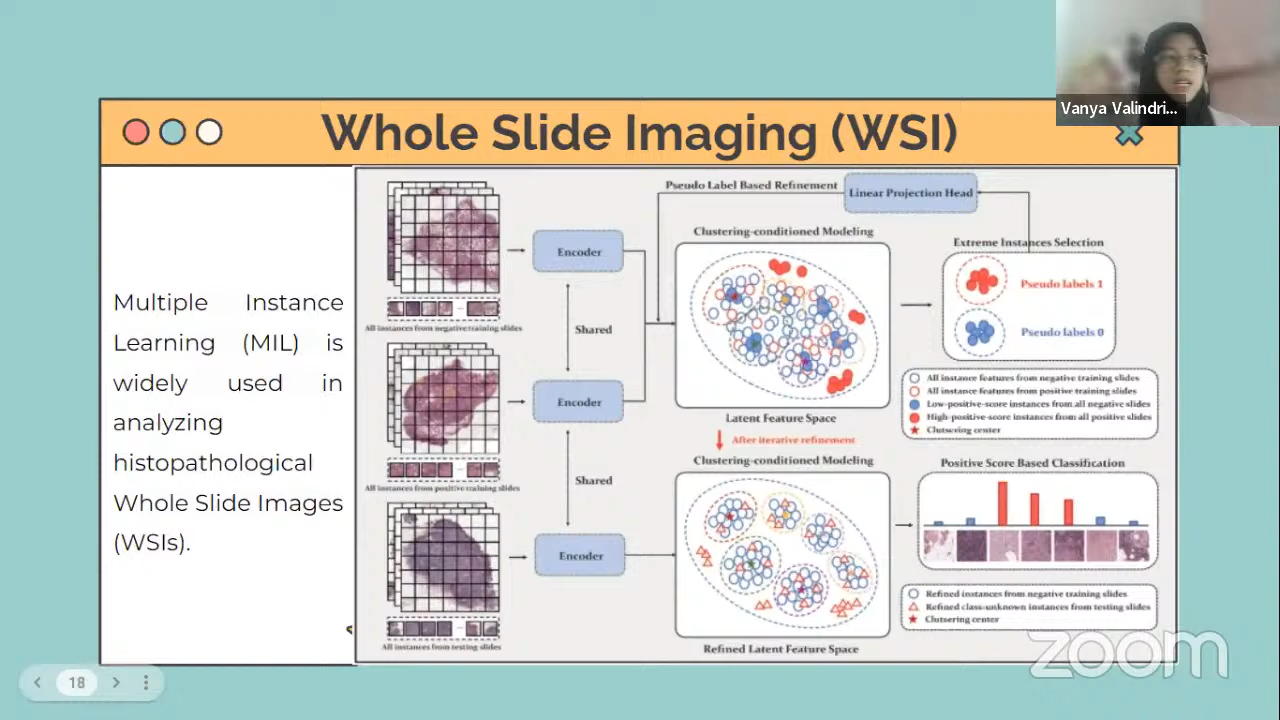 Vanya Valindri...
Whole Slide Imaging (WSI)
Multiple Instance
Learning (MIL) is
widely used in
analyzing
histopathological
Whole Slide Images
(WSIs).
Pseudo Label Based Refinement
Linear Projection Head
Clustering-conditioned Modeling
Extreme Instances Selection
Encoder
Pseudo labels 1
Pseudo labels 0
All instances from negative training slides
Shared
All instance features from negative training slides
All instance features from positive training slides
Low-positive-score instances from all negative slides
High-positive-score instances from all positive slides
Clutsering center
Encoder
Latent Feature Space
After iterative refinement
Clustering-conditioned Modeling
Positive Score Based Classification
All instances from positive training slides
Shared
Encoder
Refined instances from negative training slides
Refined class-unknown instances from testing slides
Clutsering center
All instances from testing slides
Refined Latent Feature Space
zoom
18